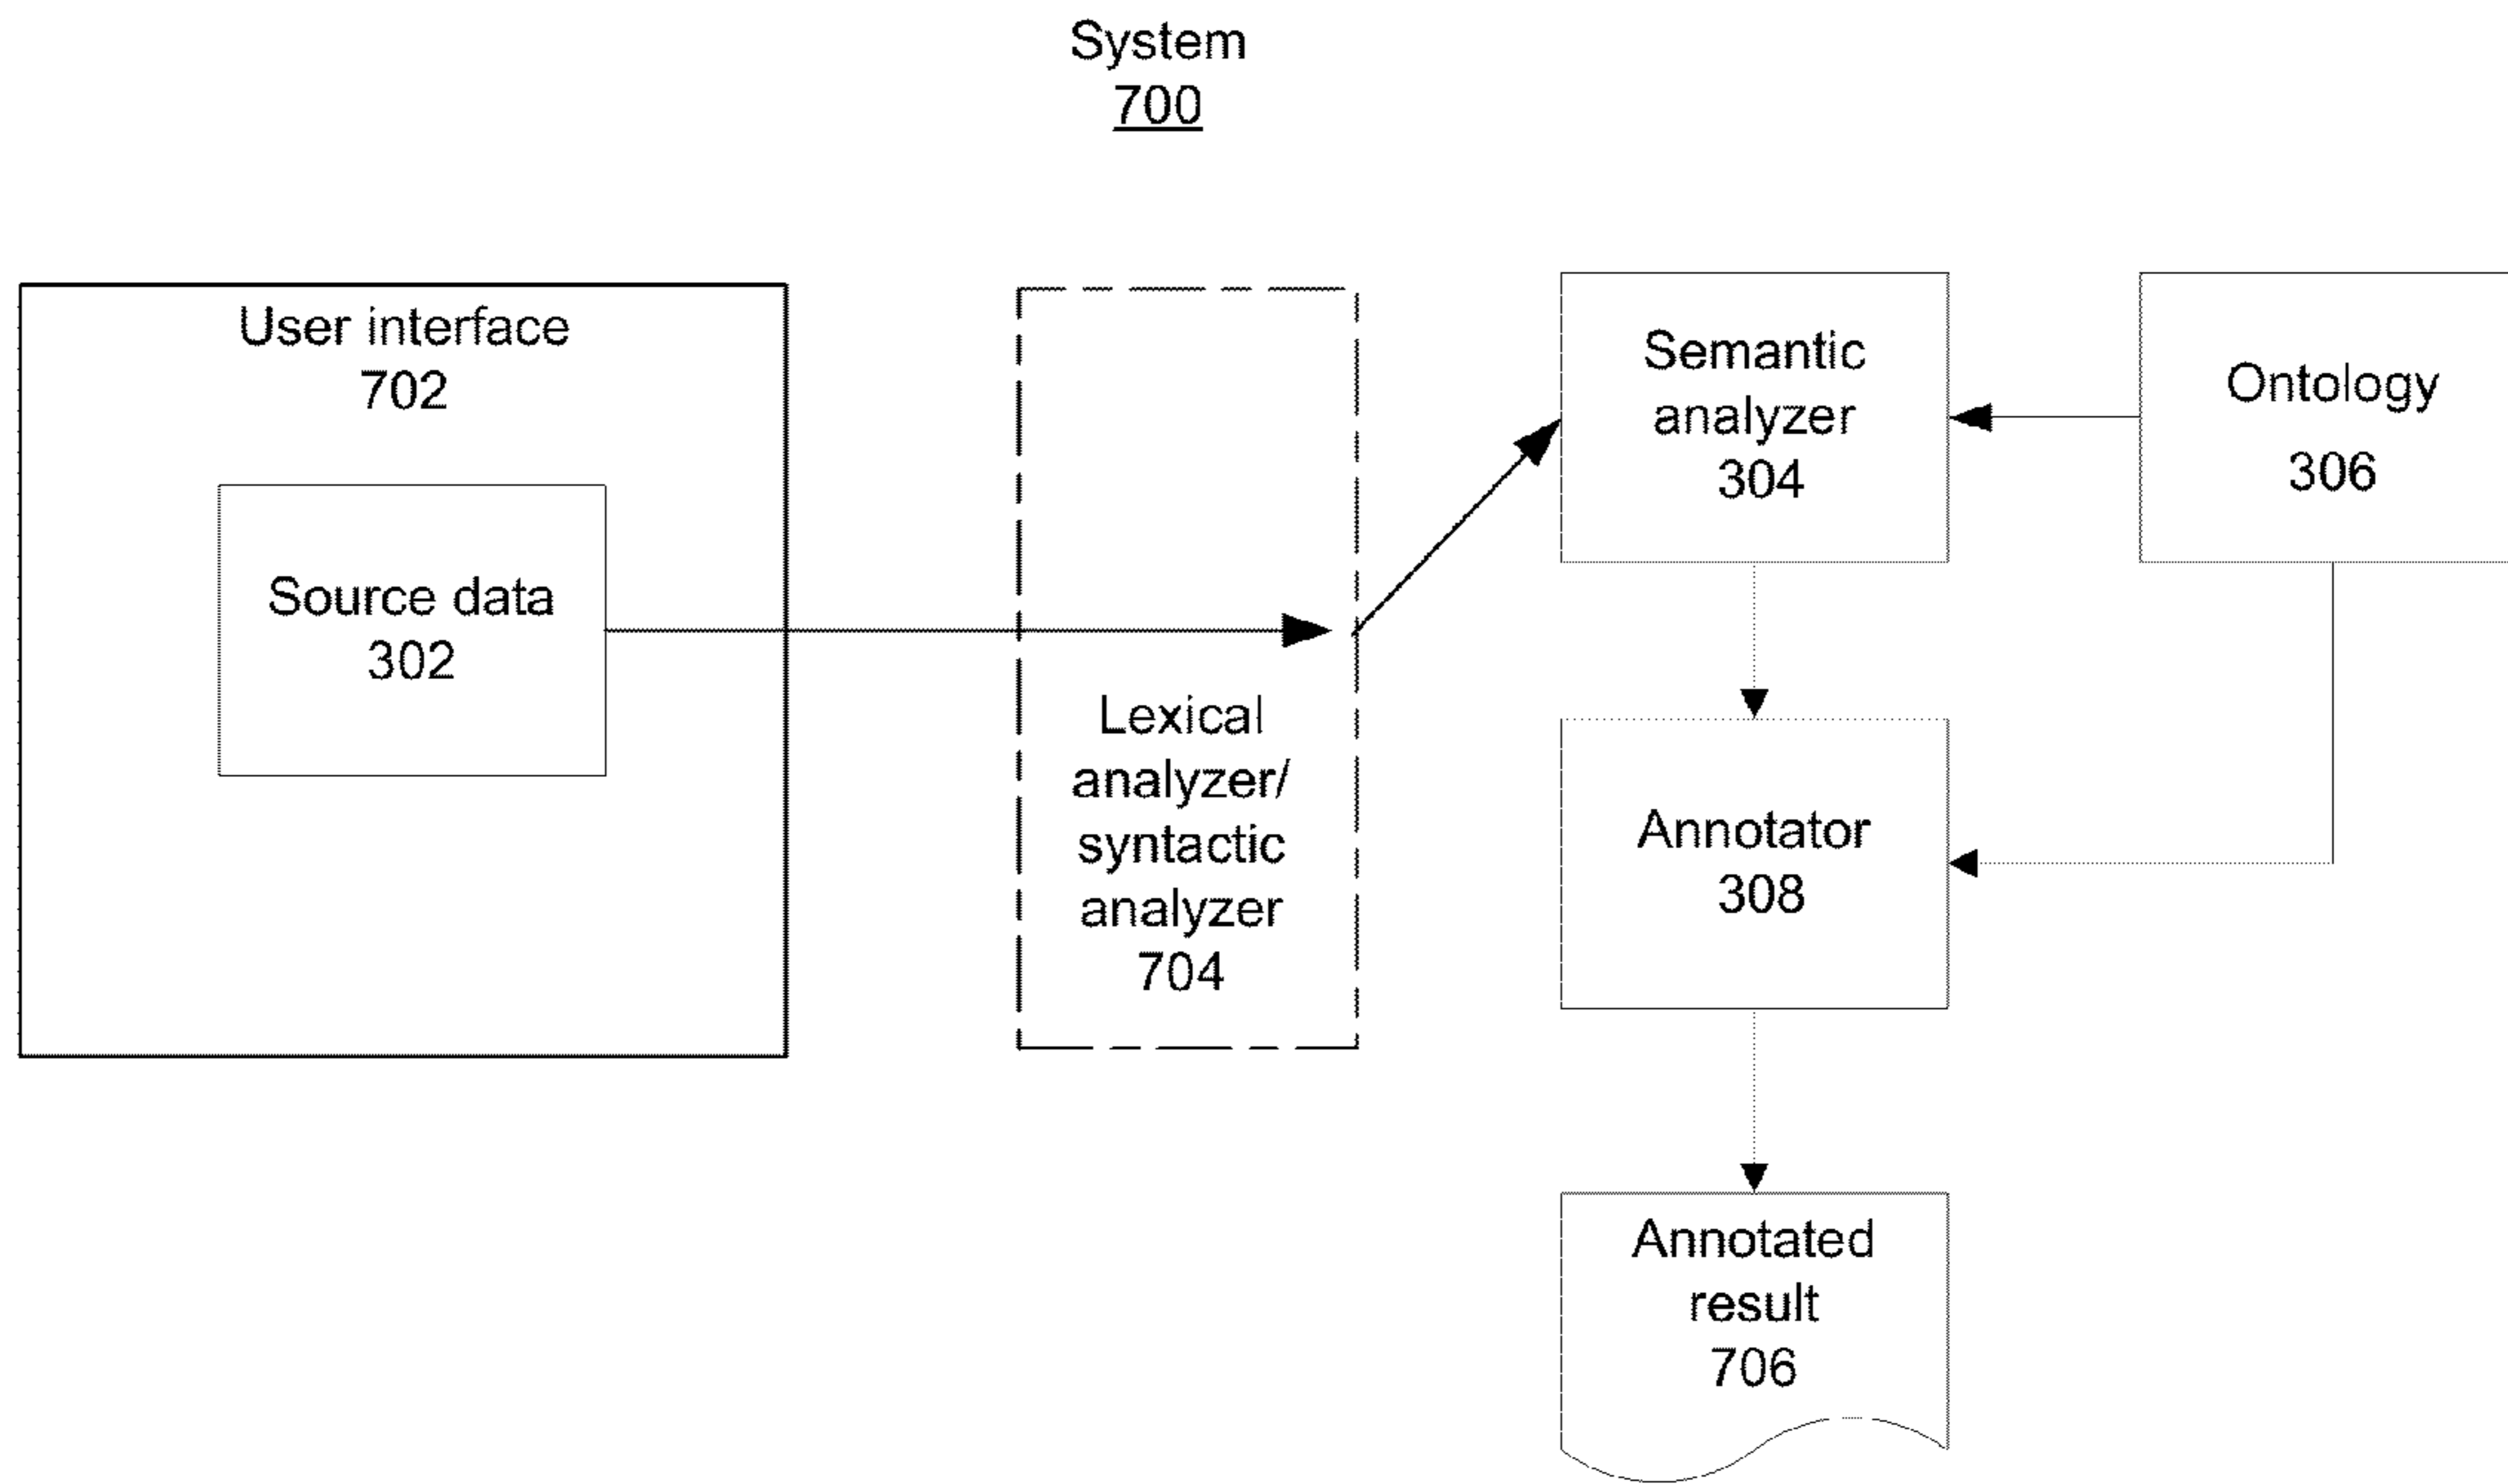 System
700
User interface
702
Source data
302
Lexical
analyzer/
syntactic
analyzer
704
Semantic
analyzer
304
Ontology
306
Annotator
308
Annotated
result
706